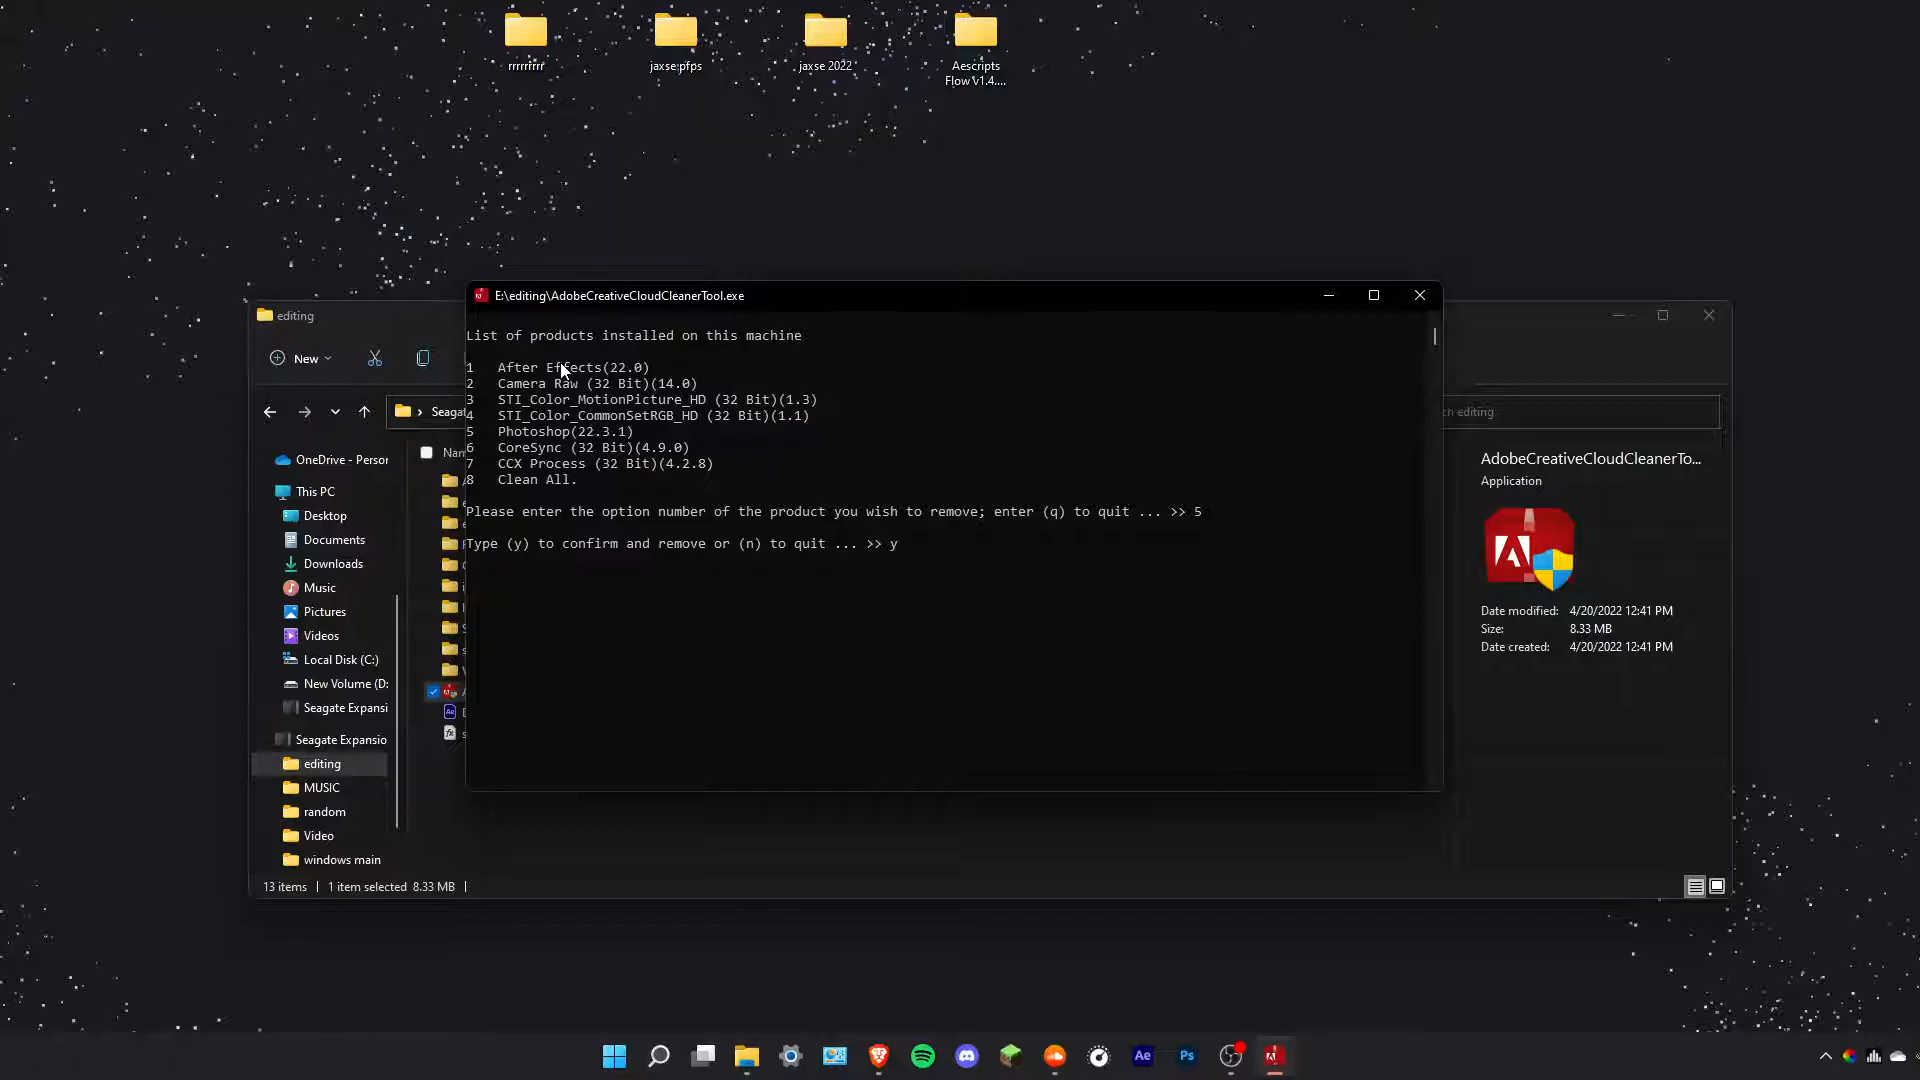 rrrrrrrrr
jaxse pfps
jaxse 2022
Aescripts
Flow v1.4....
E:\editing\AdobeCreativeCloudCleanerTool.exe
editing
List of products installed on this machine
New
1 After Effects(22.0)
2 Camera Raw (32 Bit)(14.0)
3 STI_Color_MotionPicture_HD (32 Bit)(1.3)
4 STI_Color_CommonSetRGB_HD (32 Bit)(1.1)
5 Photoshop(22.3.1)
6 CoreSync (32 Bit)(4.9.0)
7 CCX Process (32 Bit)(4.2.8)
8 Clean All.
Please enter the option number of the product you wish to remove; enter (q) to quit ... >> 5
Type (y) to confirm and remove or (n) to quit ... >> y
Seagat
ch editing
Nam
OneDrive - Person
This PC
Desktop
Documents
Downloads
Music
Pictures
Videos
Local Disk (C:)
New Volume (D:
Seagate Expansi
Seagate Expansio
editing
MUSIC
random
Video
windows main
AdobeCreativeCloudCleanerTo...
Application
Date modified: 4/20/2022 12:41 PM
Size: 8.33 MB
Date created: 4/20/2022 12:41 PM
13 items
1 item selected 8.33 MB
Ae
Ps